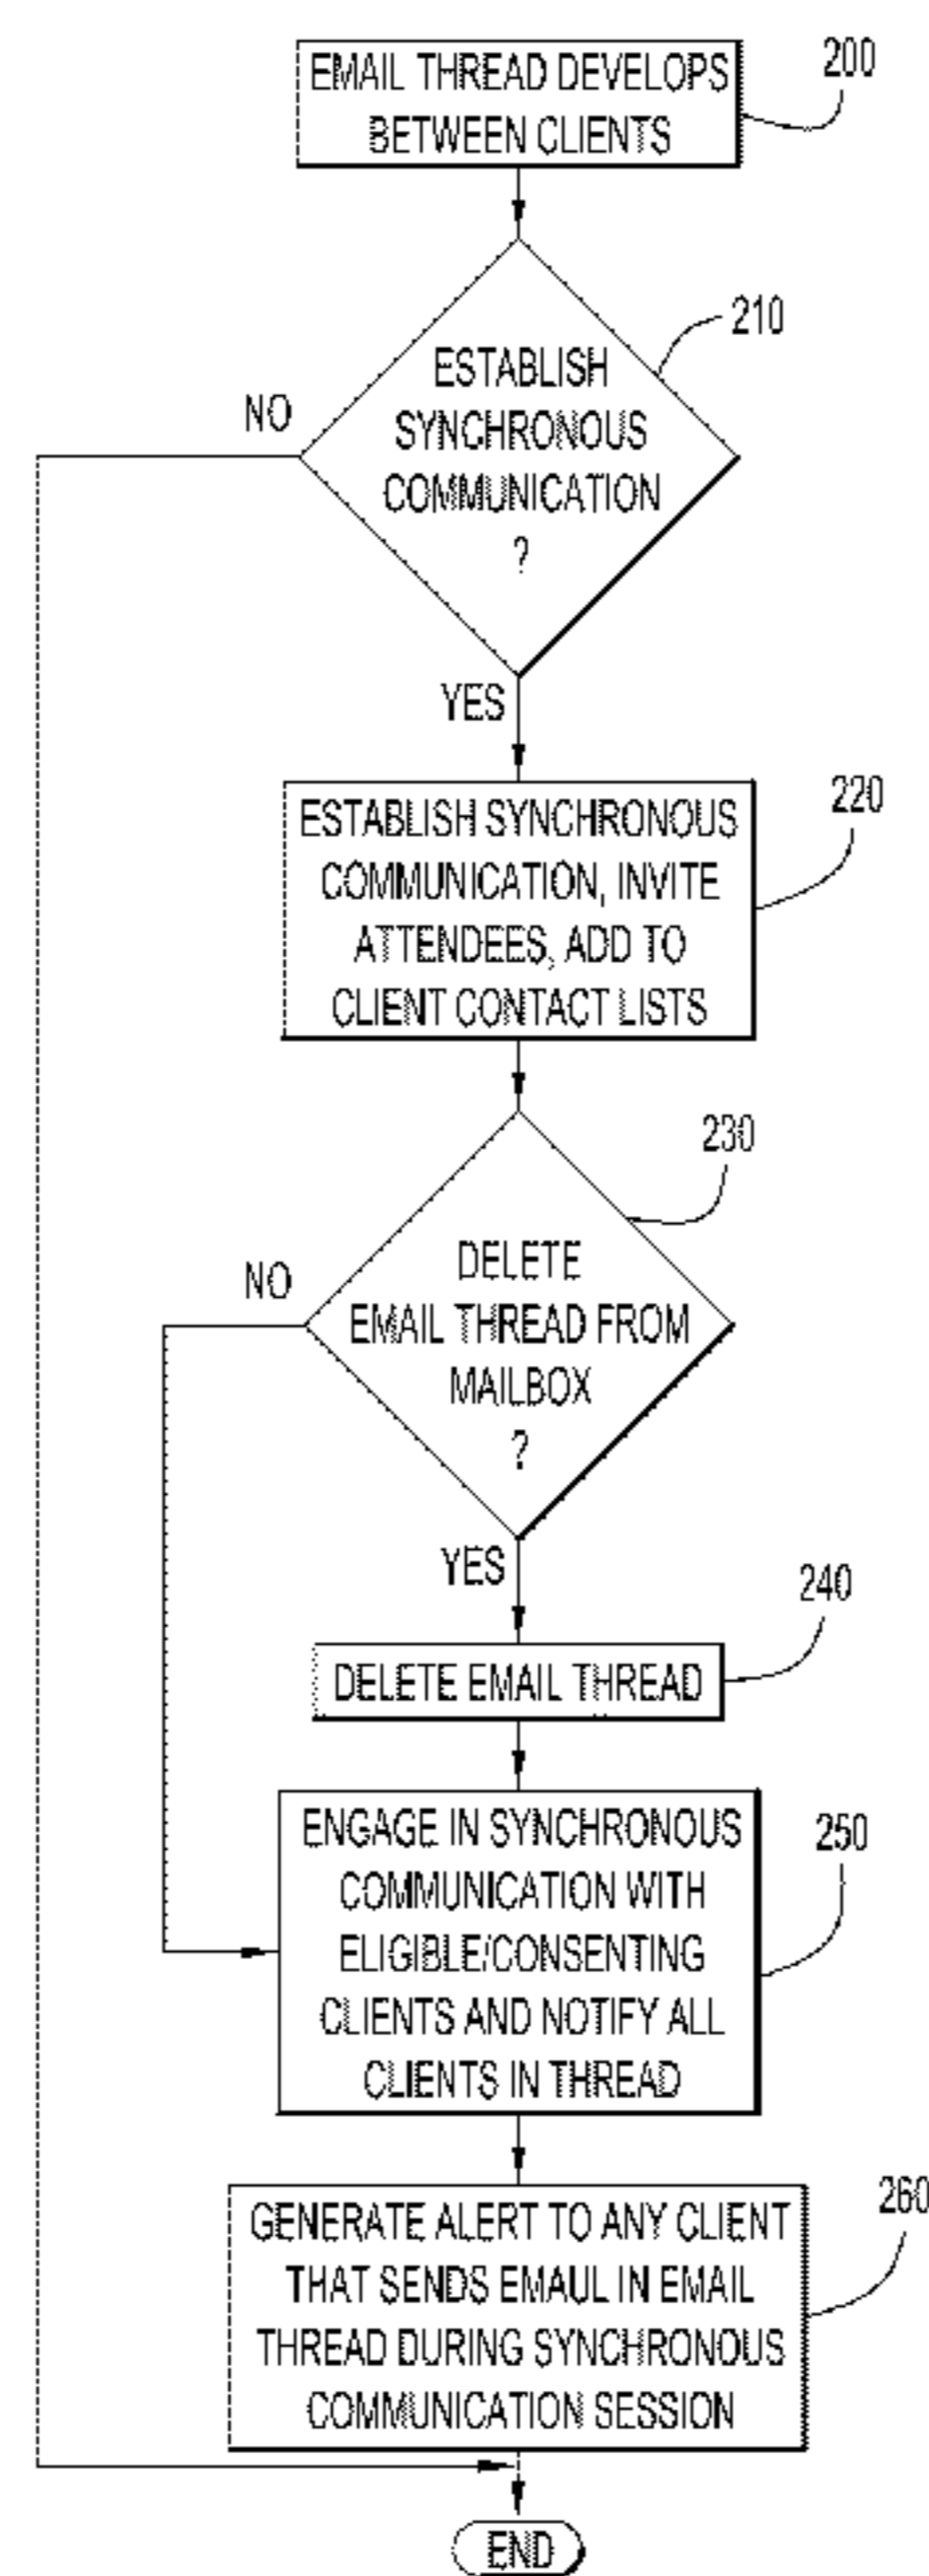 EMAIL THREAD DEVELOPS
BETWEEN CLIENTS
200
ESTABLISH
SYNCHRONOUS
COMMUNICATION
?
210
NO
YES
ESTABLISH SYNCHRONOUS
COMMUNICATION, INVITE
ATTENDEES, ADD TO
CLIENT CONTACT LISTS
220
DELETE
EMAIL THREAD FROM
MAILBOX
?
230
NO
YES
DELETE EMAIL THREAD
240
ENGAGE IN SYNCHRONOUS
COMMUNICATION WITH
ELIGIBLE/CONSENTING
CLIENTS AND NOTIFY ALL
CLIENTS IN THREAD
250
GENERATE ALERT TO ANY CLIENT
THAT SENDS EMAUL IN EMAIL
THREAD DURING SYNCHRONOUS
COMMUNICATION SESSION
260
END